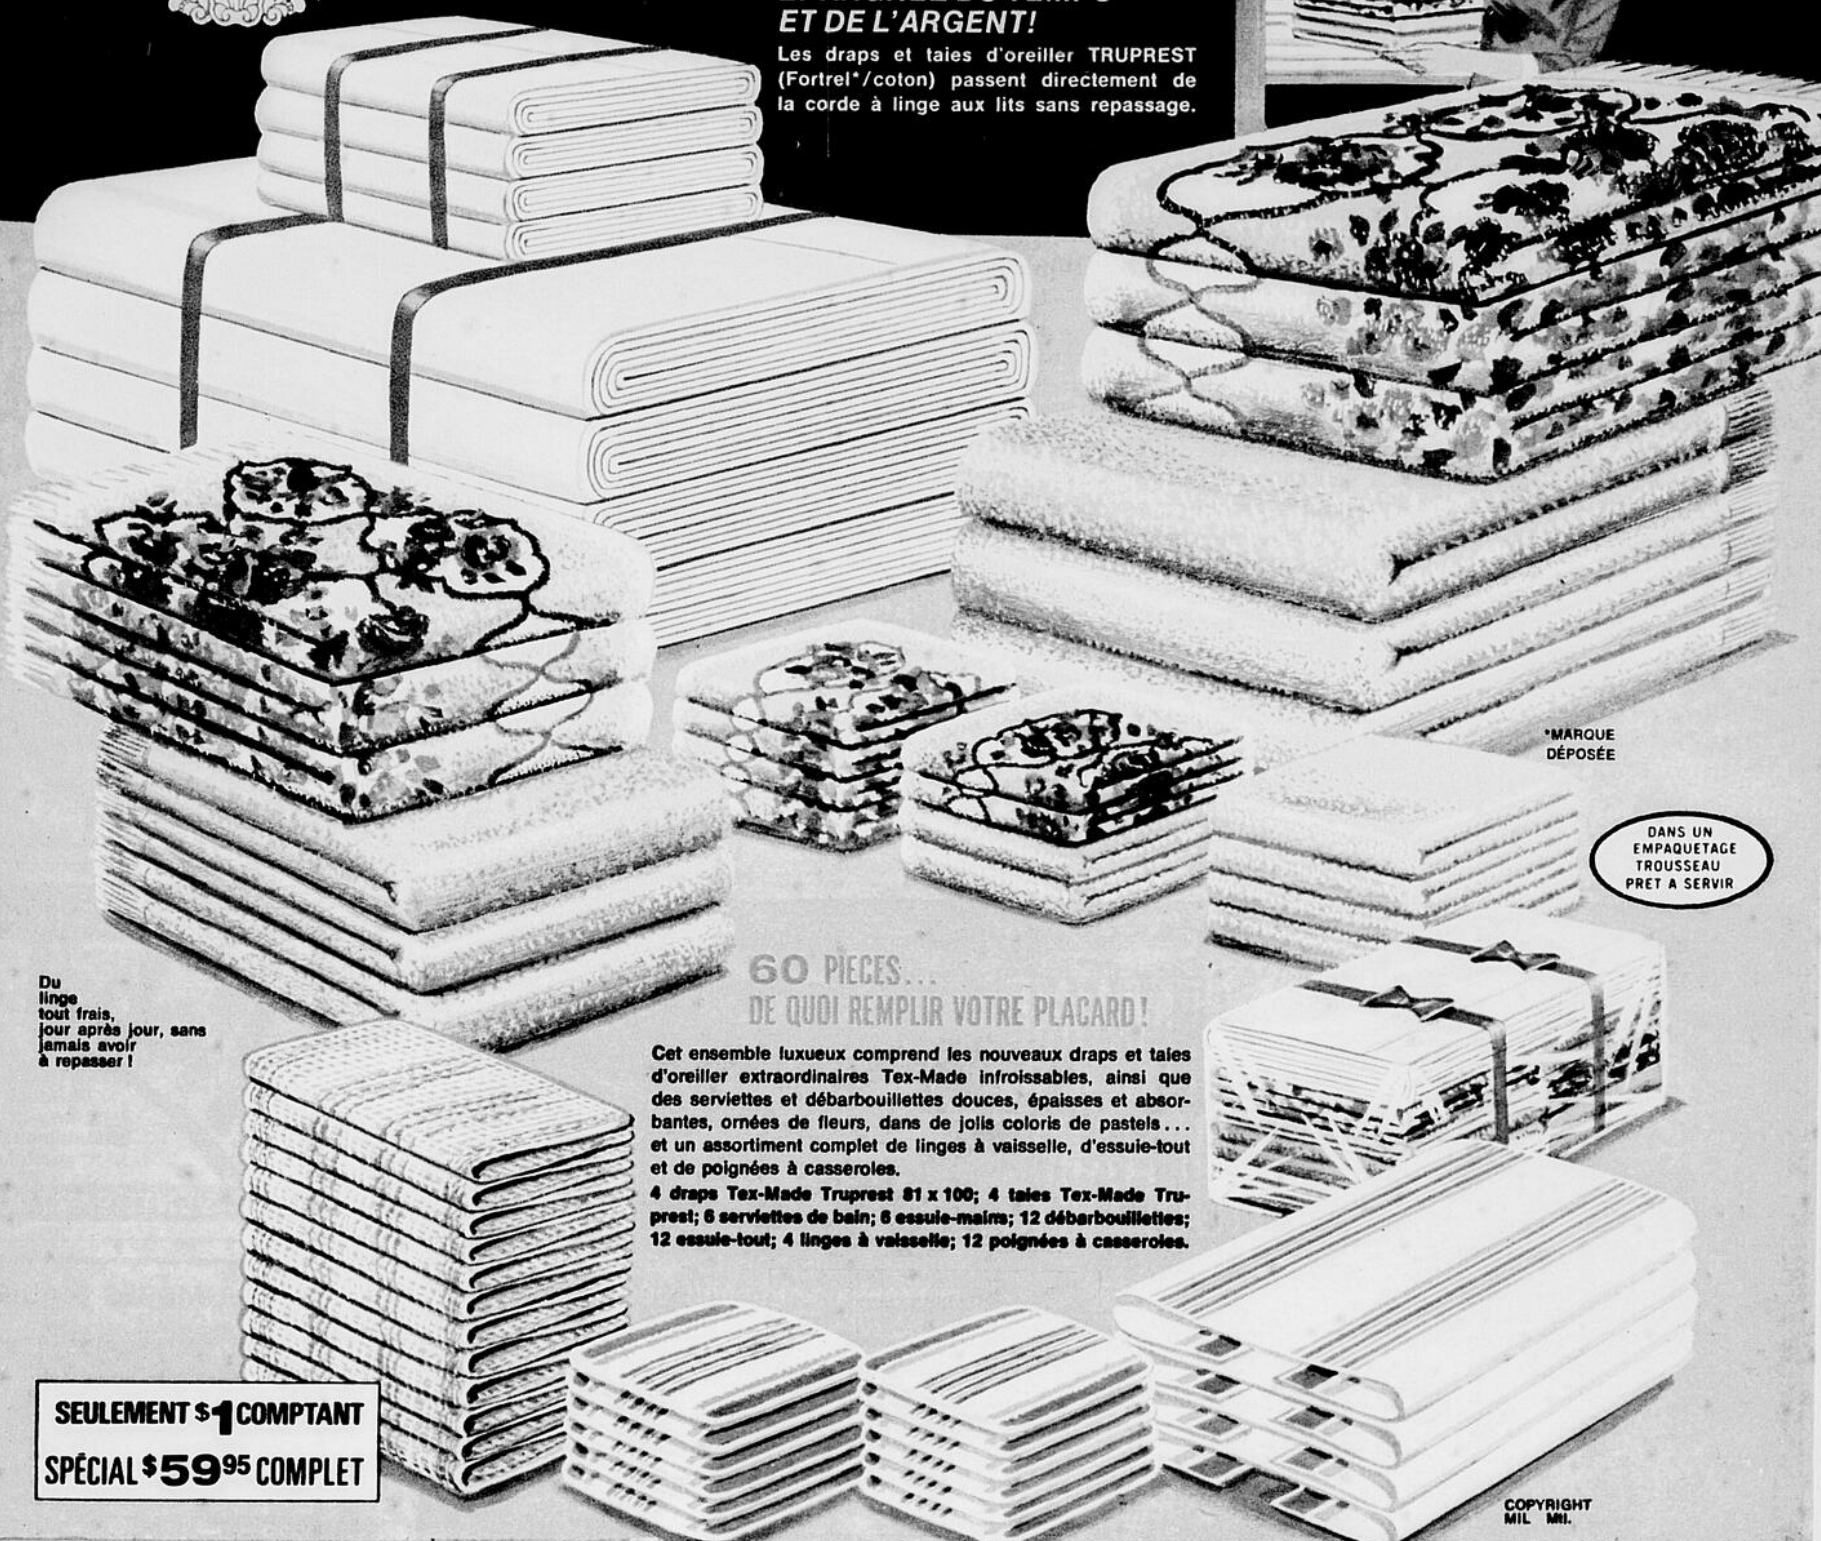 ET DE L'ARGENT!
Les draps et taies d'oreiller TRUPREST
(Fortrel*/coton) passent directement de
la corde à linge aux lits sans repassage.
*MARQUE
DÉPOSÉE
DANS UN
EMPAQUETAGE
TROUSSEAU
PRET A SERVIR
Du
linge
tout frais,
jour après jour, sans
jamais avoir
à repasser !
60 PIECES...
DE QUOI REMPLIR VOTRE PLACARD!
Cet ensemble luxueux comprend les nouveaux draps et taies
d'oreiller extraordinaires Tex-Made infroissables, ainsi que
des serviettes et débarbouillettes douces, épaisses et absor-
bantes, ornées de fleurs, dans de jolis coloris de pastels...
et un assortiment complet de linges à vaisselle, d'essuie-tout
et de poignées à casseroles.
4 draps Tex-Made Truprest 81 x 100; 4 taies Tex-Made Tru-
prest; 6 serviettes de bain; 6 essuie-mains; 12 débarbouillettes;
12 essuie-tout; 4 linges à vaisselle; 12 poignées à casseroles.
SEULEMENT $1 COMPTANT
SPÉCIAL $59.95 COMPLET
COPYRIGHT
MIL